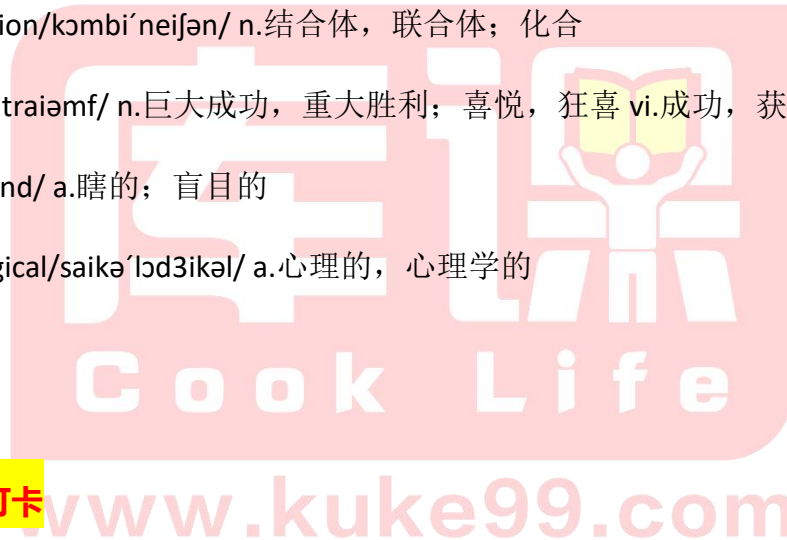 ion/kɔmbi´neiʃən/ n.结合体，联合体；化合
traiəmf/ n.巨大成功，重大胜利；喜悦，狂喜 vi.成功，获
nd/ a.瞎的；盲目的
gical/saikə´lɔd3ikəl/ a.心理的，心理学的
库课
Cook Life
打卡
www.kuke99.com